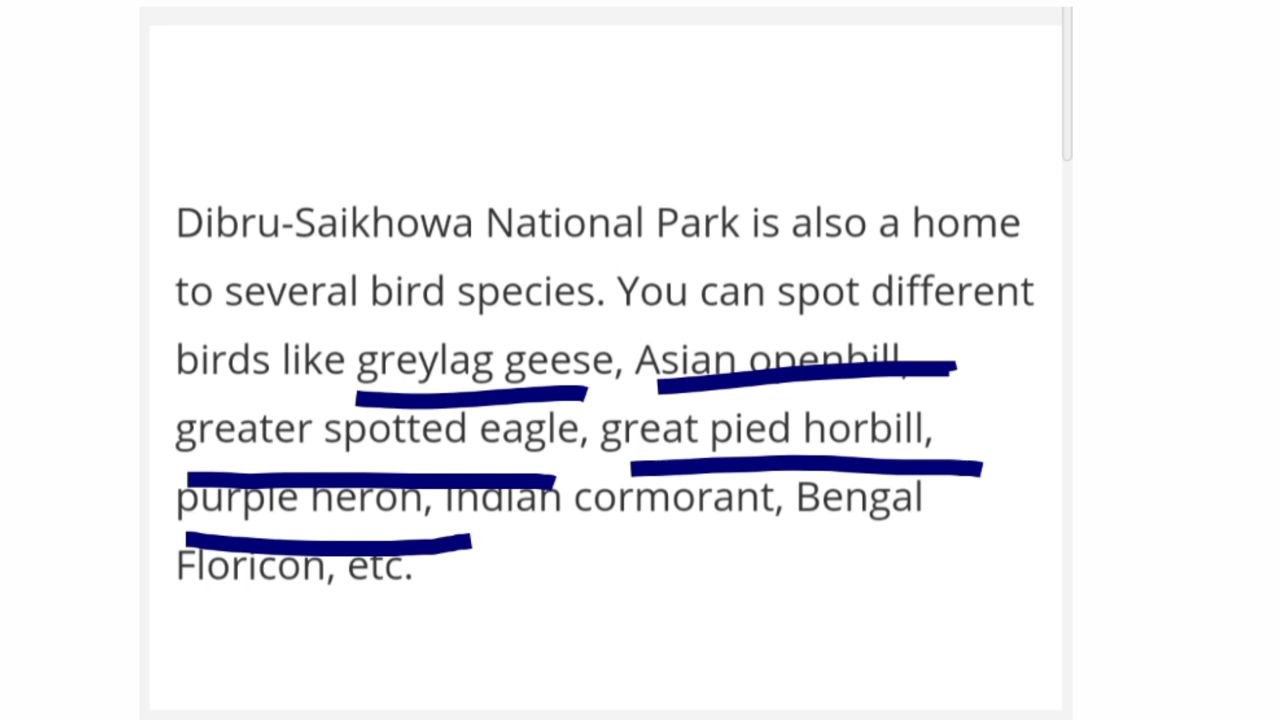 Dibru-Saikhowa National Park is also a home
to several bird species. You can spot different
birds like greylag geese, Asian openbill,
greater spotted eagle, great pied horbill,
purple heron, Indian cormorant, Bengal
Floricon, etc.